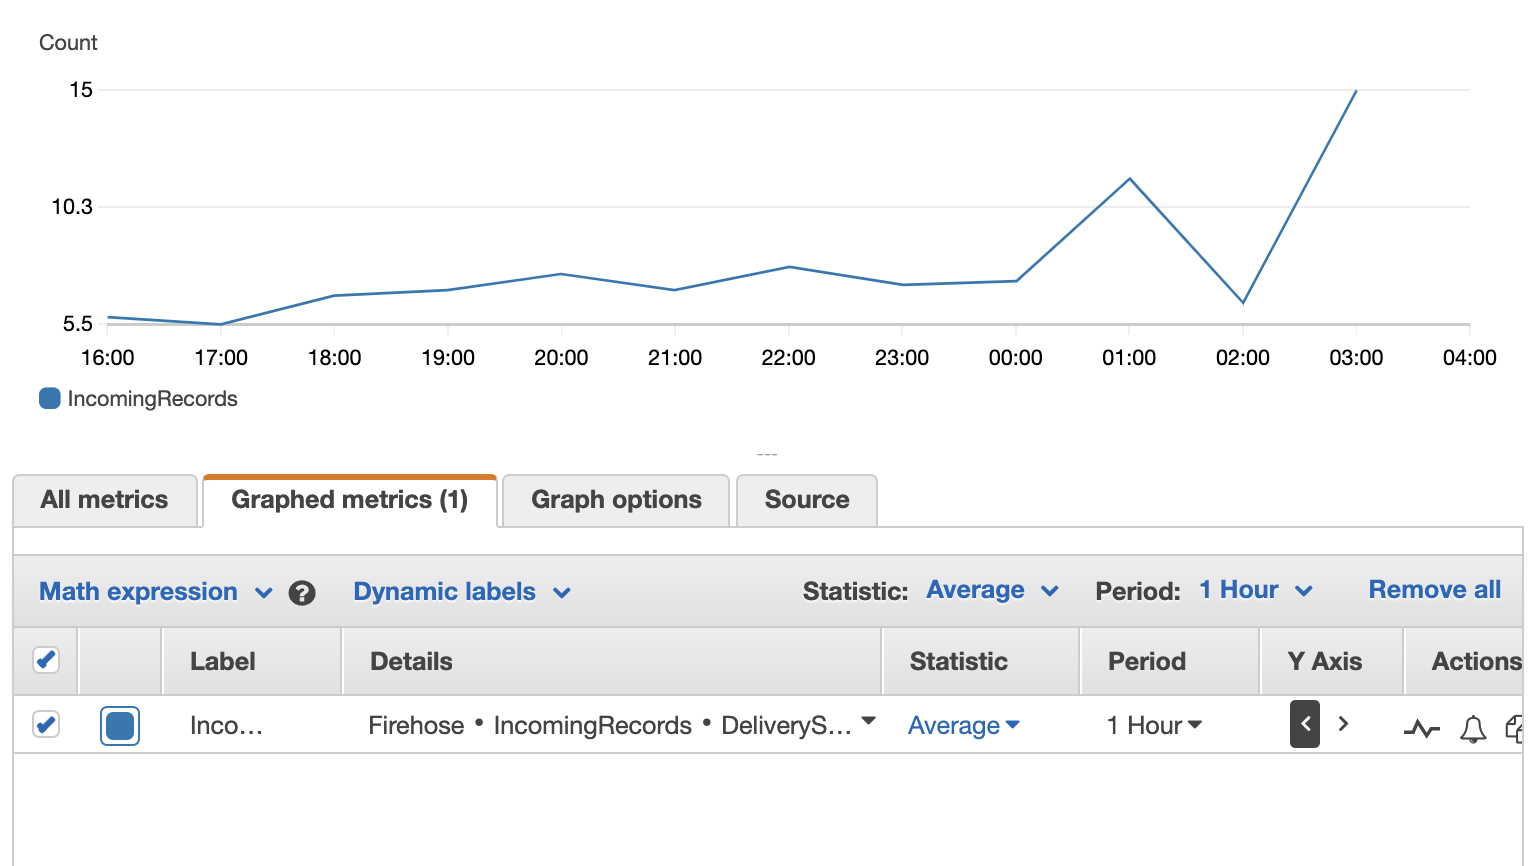 Count
15
10.3
5.5
16:00 17:00 18:00 19:00 20:00 21:00 22:00 23:00 00:00 01:00 02:00 03:00 04:00
IncomingRecords
---
All metrics Graphed metrics (1) Graph options Source
Math expression ? Dynamic labels Statistic: Average Period: 1 Hour Remove all
Label Details Statistic Period Y Axis Actions
Inco... Firehose • IncomingRecords • DeliveryS... Average 1 Hour < >